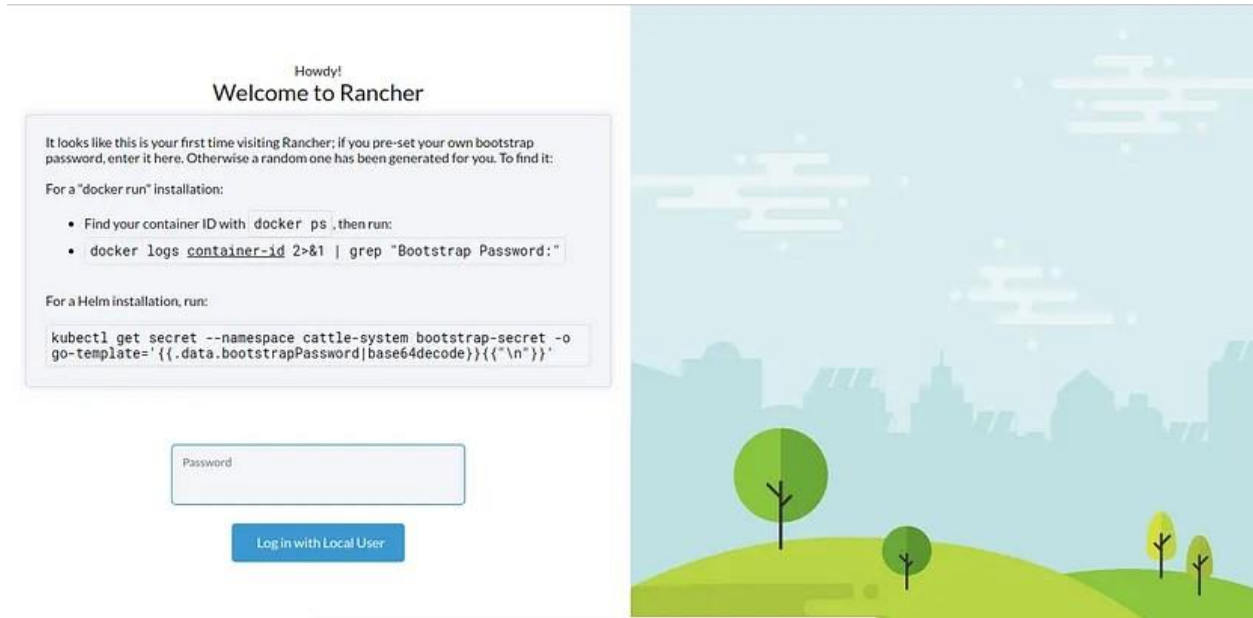 Howdy!
Welcome to Rancher
It looks like this is your first time visiting Rancher; if you pre-set your own bootstrap
password, enter it here. Otherwise a random one has been generated for you. To find it:
For a "docker run" installation:
• Find your container ID with docker ps , then run:
• docker logs container-id 2>&1 | grep "Bootstrap Password:"
For a Helm installation, run:
kubectl get secret --namespace cattle-system bootstrap-secret -o
go-template='{{.data.bootstrapPassword|base64decode}}{{"\n"}}'
Password
Log in with Local User